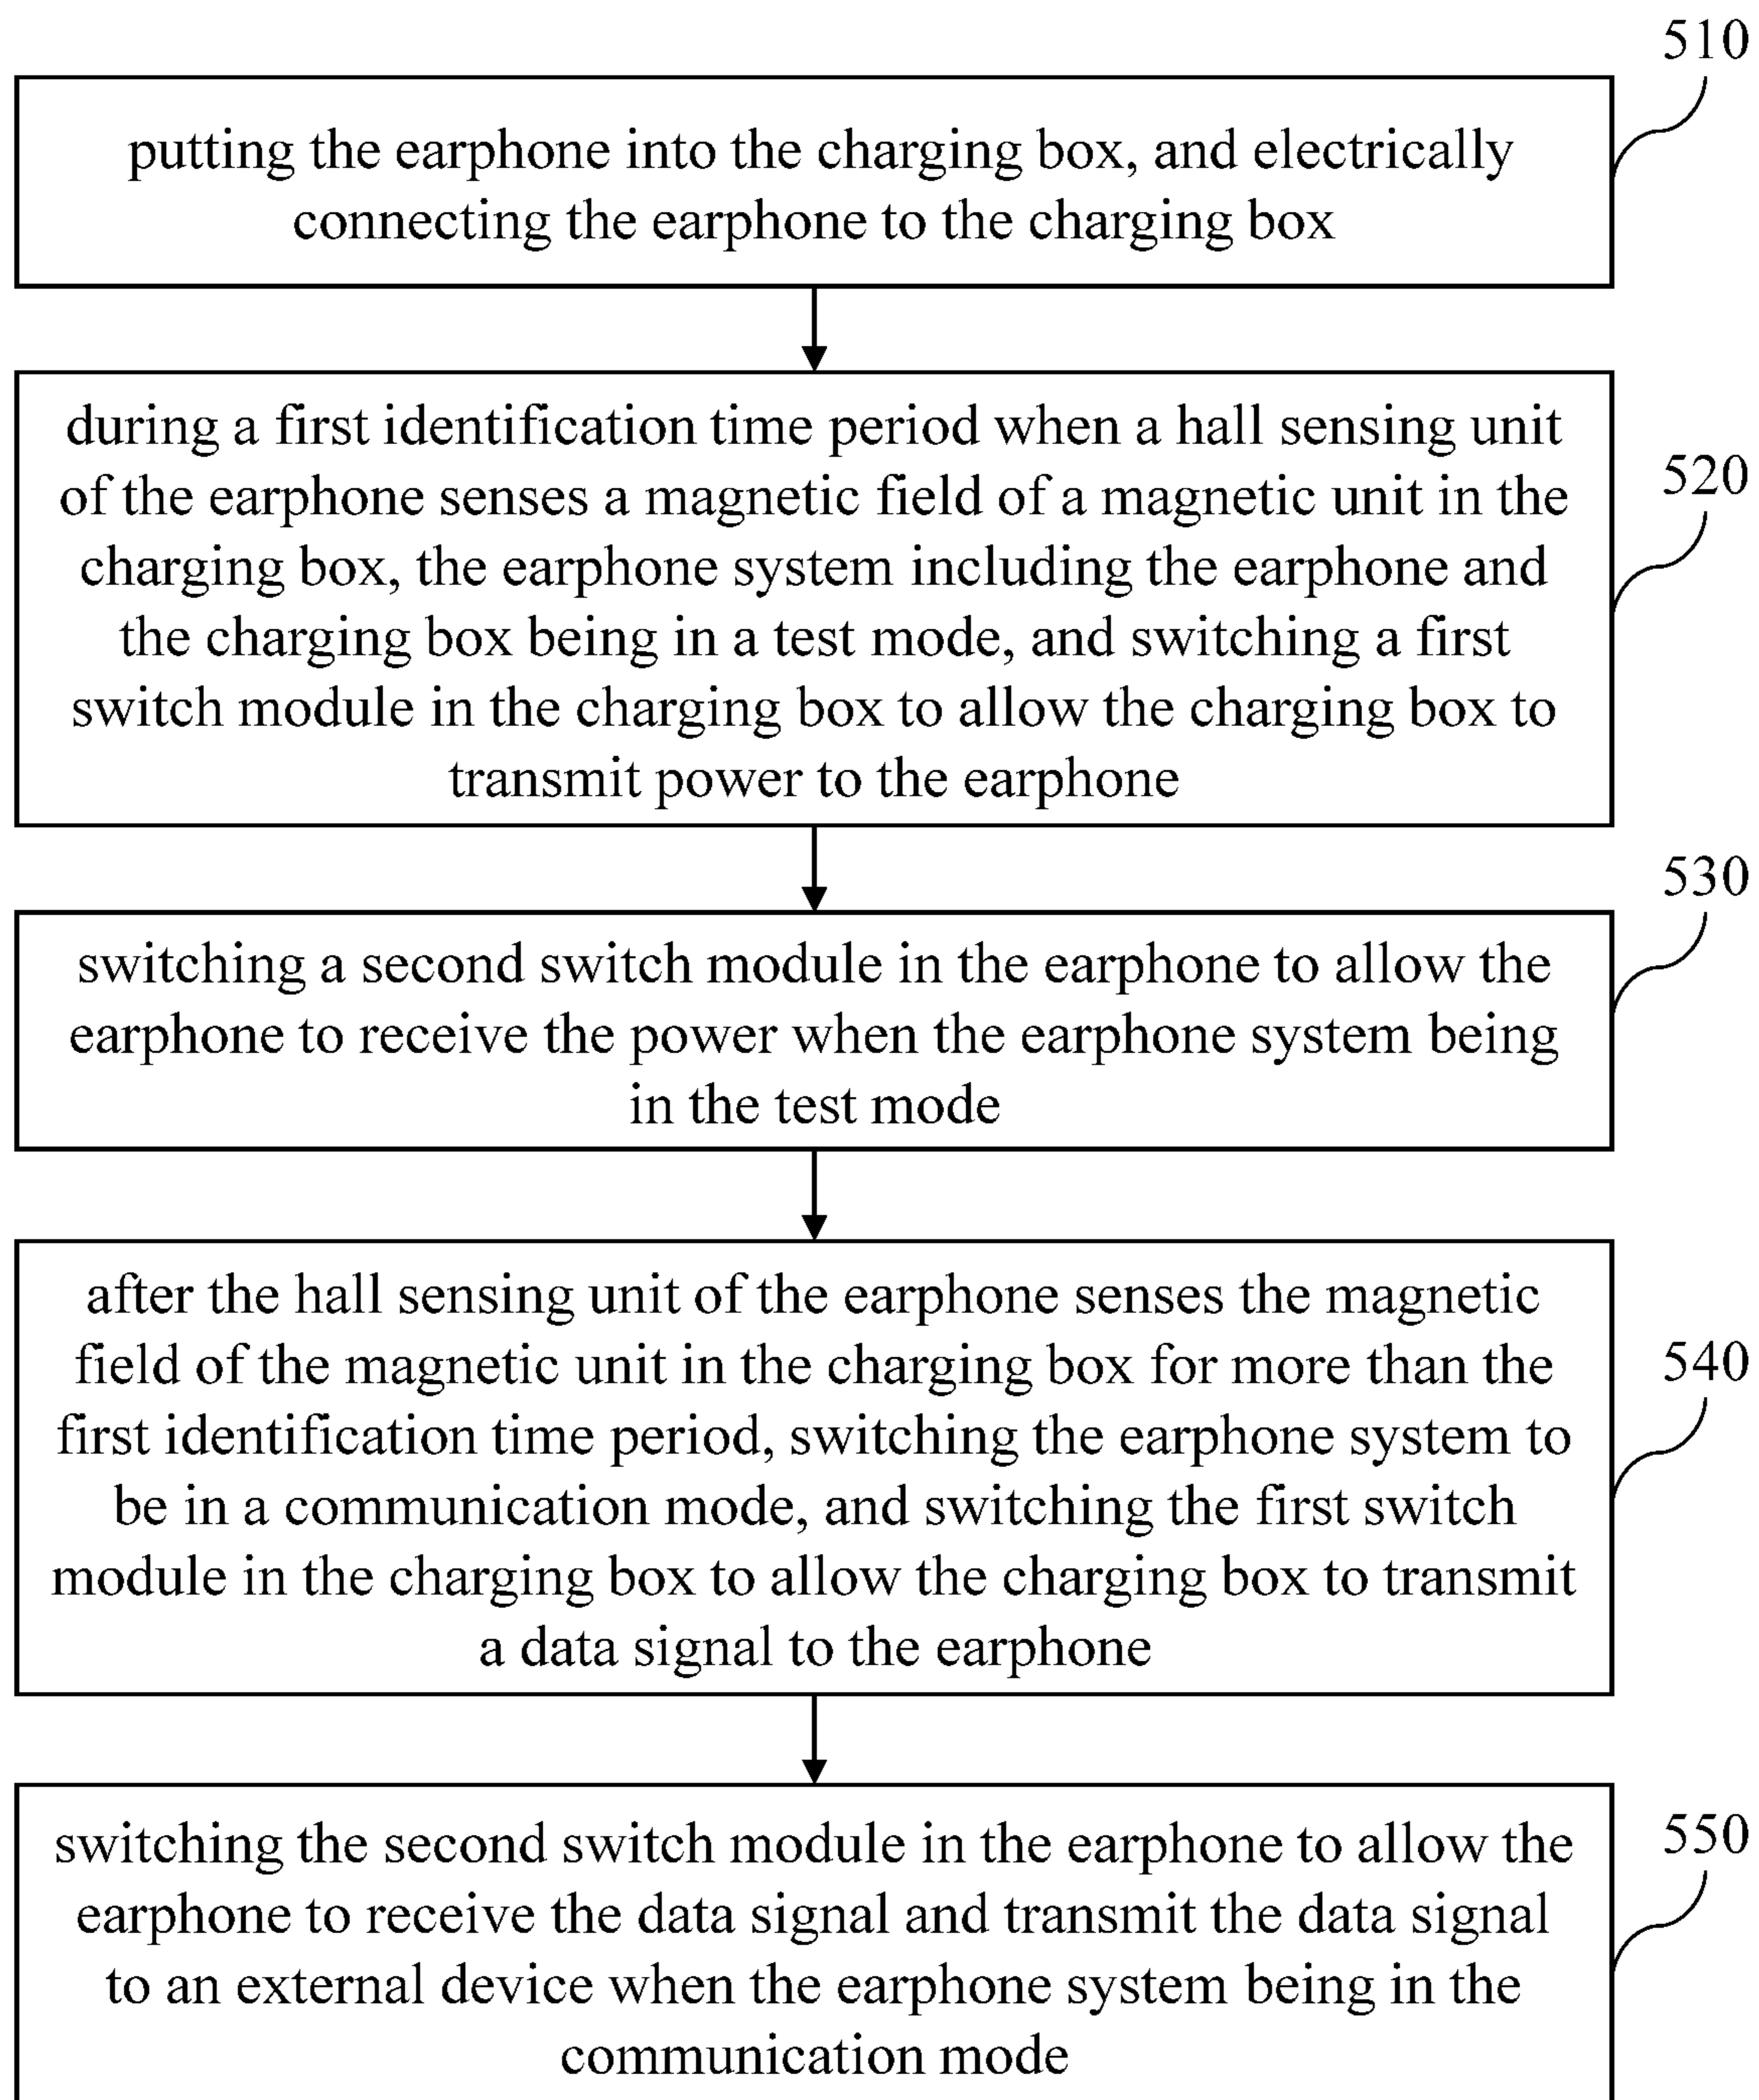 510
putting the earphone into the charging box, and electrically
connecting the earphone to the charging box
during a first identification time period when a hall sensing unit
of the earphone senses a magnetic field of a magnetic unit in the
charging box, the earphone system including the earphone and
the charging box being in a test mode, and switching a first
switch module in the charging box to allow the charging box to
transmit power to the earphone
520
530
switching a second switch module in the earphone to allow the
earphone to receive the power when the earphone system being
in the test mode
after the hall sensing unit of the earphone senses the magnetic
field of the magnetic unit in the charging box for more than the
first identification time period, switching the earphone system to
be in a communication mode, and switching the first switch
module in the charging box to allow the charging box to transmit
a data signal to the earphone
540
switching the second switch module in the earphone to allow the
earphone to receive the data signal and transmit the data signal
to an external device when the earphone system being in the
communication mode
550